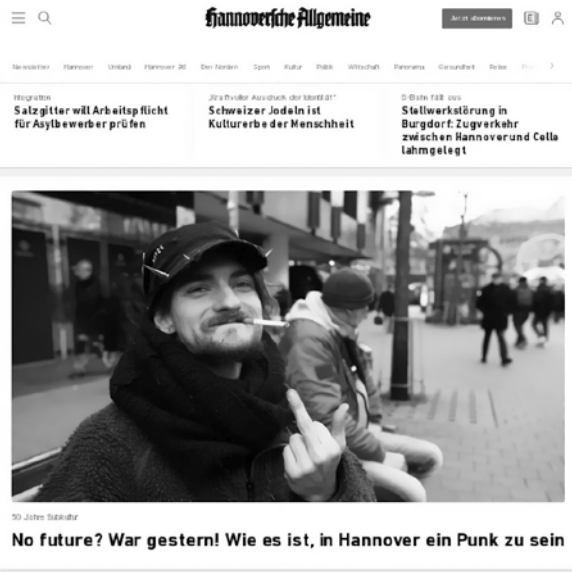 Hannoversche Allgemeine
Jetzt abonnieren
Newsletter Hannover Umland Hannover 96 Der Norden Sport Kultur Politik Wirtschaft Panorama Gesundheit Reise
Integration
Salzgitter will Arbeitspflicht
für Asylbewerber prüfen
„Kraftvoller Ausdruck der Identität“
Schweizer Jodeln ist
Kulturerbe der Menschheit
S-Bahn fällt aus
Stellwerkstörung in
Burgdorf: Zugverkehr
zwischen Hannover und Celle
lahmgelegt
50 Jahre Subkultur
No future? War gestern! Wie es ist, in Hannover ein Punk zu sein